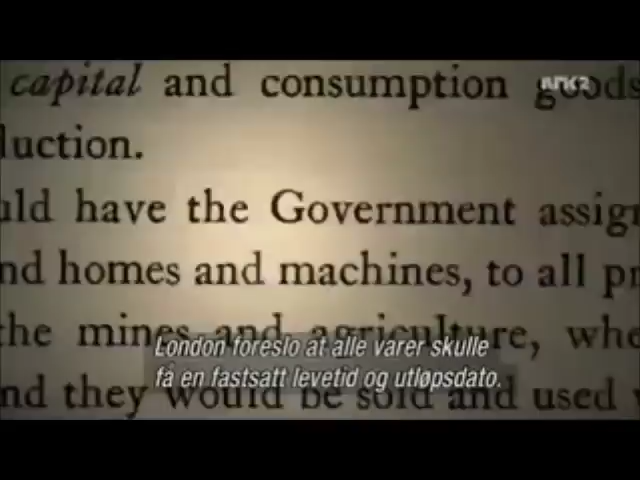 capital and consumption goods
NRK2
luction.
uld have the Government assig
nd homes and machines, to all pr
he mines and agriculture, whe
London foreslo at alle varer skulle
få en fastsatt levetid og utløpsdato.
nd they would be sold and used